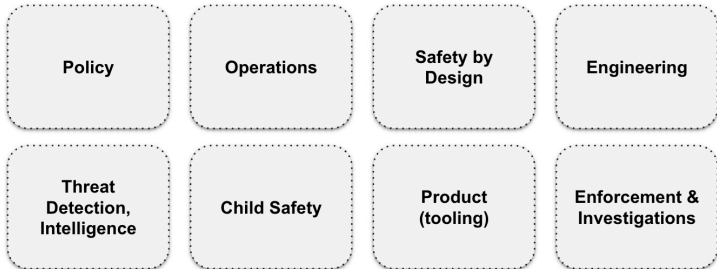 Policy
Operations
Safety by
Design
Engineering
Threat
Detection,
Intelligence
Child Safety
Product
(tooling)
Enforcement &
Investigations